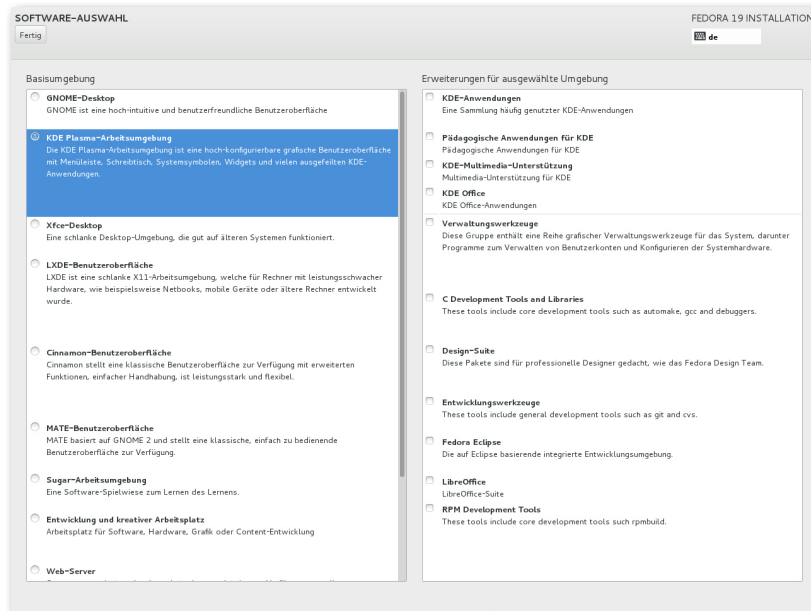 SOFTWARE-AUSWAHL
FEDORA 19 INSTALLATION
Fertig
de
Basisumgebung
GNOME-Desktop
GNOME ist eine hoch-intuitive und benutzerfreundliche Benutzeroberfläche
KDE Plasma-Arbeitsumgebung
Die KDE Plasma-Arbeitsumgebung ist eine hoch-konfigurierbare grafische Benutzeroberfläche
mit Menüleiste, Schreibtisch, Systemsymbolen, Widgets und vielen ausgefeilten KDE-
Anwendungen.
Xfce-Desktop
Eine schlanke Desktop-Umgebung, die gut auf älteren Systemen funktioniert.
LXDE-Benutzeroberfläche
LXDE ist eine schlanke X11-Arbeitsumgebung, welche für Rechner mit leistungsschwacher
Hardware, wie beispielsweise Netbooks, mobile Geräte oder ältere Rechner entwickelt
wurde.
Cinnamon-Benutzeroberfläche
Cinnamon stellt eine klassische Benutzeroberfläche zur Verfügung mit erweiterten
Funktionen, einfacher Handhabung, ist leistungsstark und flexibel.
MATE-Benutzeroberfläche
MATE basiert auf GNOME 2 und stellt eine klassische, einfach zu bedienende
Benutzeroberfläche zur Verfügung.
Sugar-Arbeitsumgebung
Eine Software-Spielwiese zum Lernen des Lernens.
Entwicklung und kreativer Arbeitsplatz
Arbeitsplatz für Software, Hardware, Grafik oder Content-Entwicklung
Web-Server
Erweiterungen für ausgewählte Umgebung
KDE-Anwendungen
Eine Sammlung häufig genutzter KDE-Anwendungen
Pädagogische Anwendungen für KDE
Pädagogische Anwendungen für KDE
KDE-Multimedia-Unterstützung
Multimedia-Unterstützung für KDE
KDE Office
KDE Office-Anwendungen
Verwaltungswerkzeuge
Diese Gruppe enthält eine Reihe grafischer Verwaltungswerkzeuge für das System, darunter
Programme zum Verwalten von Benutzerkonten und Konfigurieren der Systemhardware.
C Development Tools and Libraries
These tools include core development tools such as automake, gcc and debuggers.
Design-Suite
Diese Pakete sind für professionelle Designer gedacht, wie das Fedora Design Team.
Entwicklungswerkzeuge
These tools include general development tools such as git and cvs.
Fedora Eclipse
Die auf Eclipse basierende integrierte Entwicklungsumgebung.
LibreOffice
LibreOffice-Suite
RPM Development Tools
These tools include core development tools such rpmbuild.